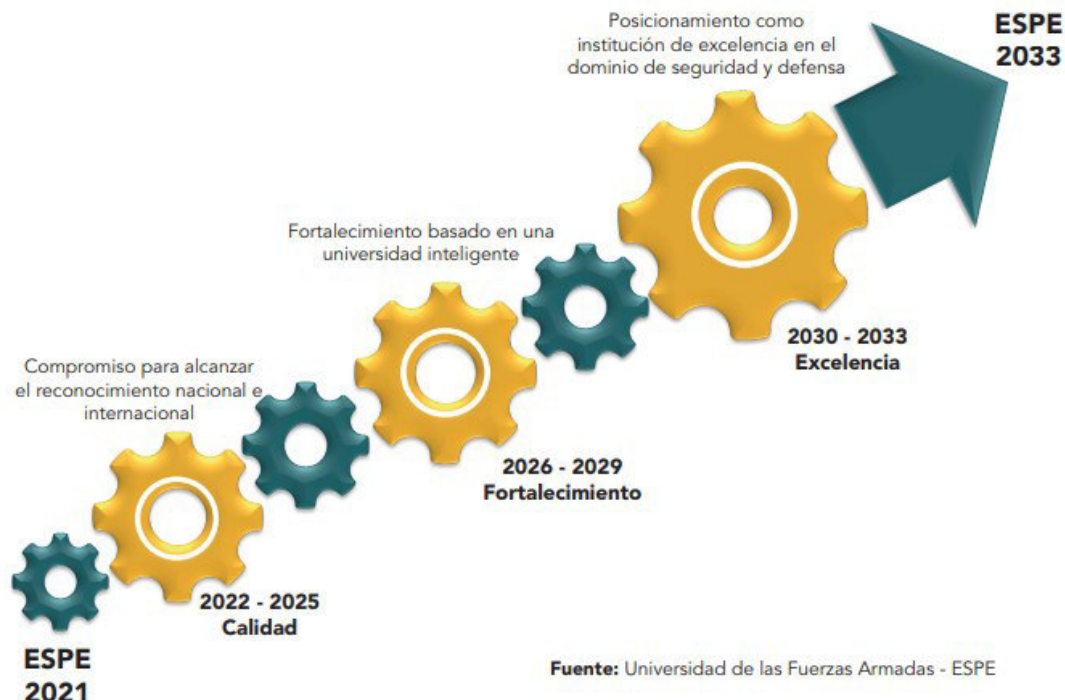 Posicionamiento como
institución de excelencia en el
dominio de seguridad y defensa
ESPE
2033
Fortalecimiento basado en una
universidad inteligente
2030 - 2033
Excelencia
Compromiso para alcanzar
el reconocimiento nacional e
internacional
2026 - 2029
Fortalecimiento
2022 - 2025
Calidad
ESPE
2021
Fuente: Universidad de las Fuerzas Armadas - ESPE